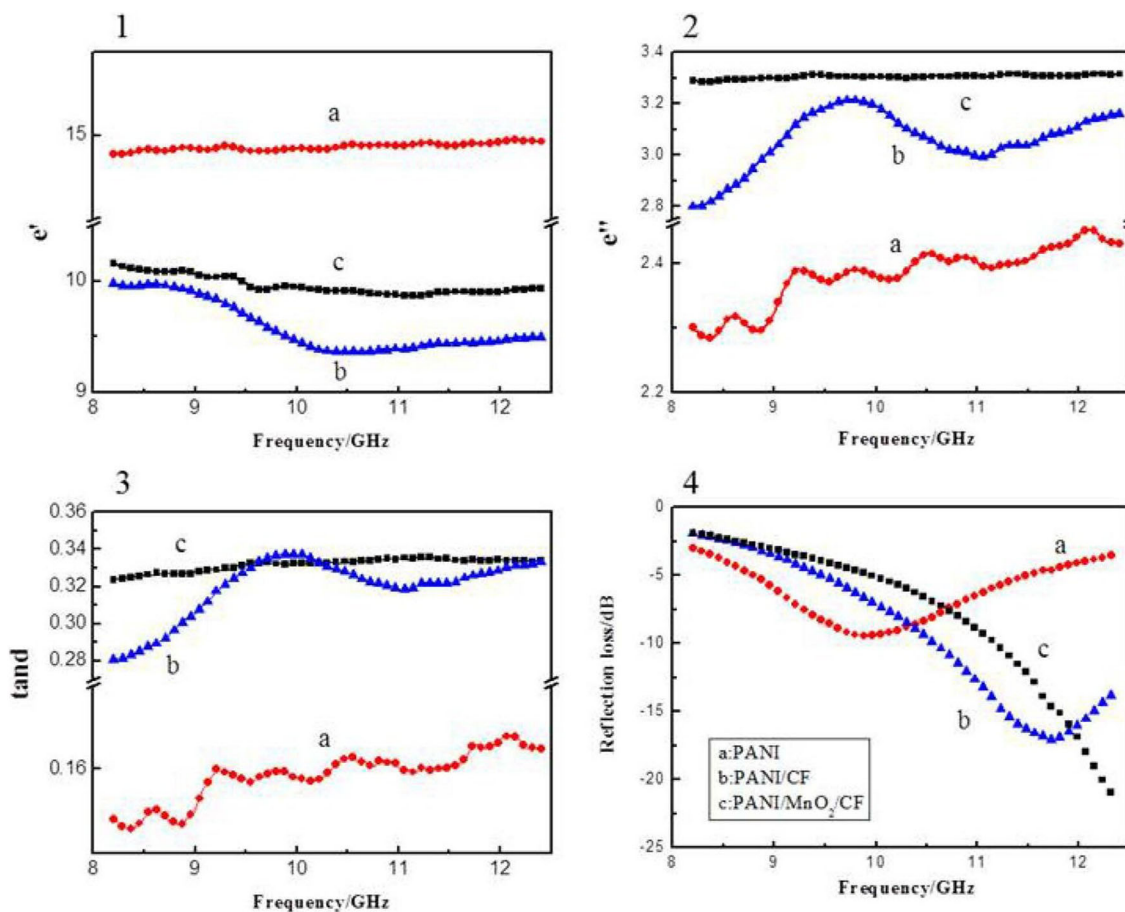 1
15
10
9
e'
a
c
b
8 9 10 11 12
Frequency/GHz
2
3.4
3.2
3.0
2.8
2.4
2.2
e"
c
b
a
8 9 10 11 12
Frequency/GHz
3
0.36
0.34
0.32
0.30
0.28
0.16
tand
c
b
a
8 9 10 11 12
Frequency/GHz
4
0
-5
-10
-15
-20
-25
Reflection loss/dB
a
c
b
a:PANI
b:PANI/CF
c:PANI/MnO₂/CF
8 9 10 11 12
Frequency/GHz